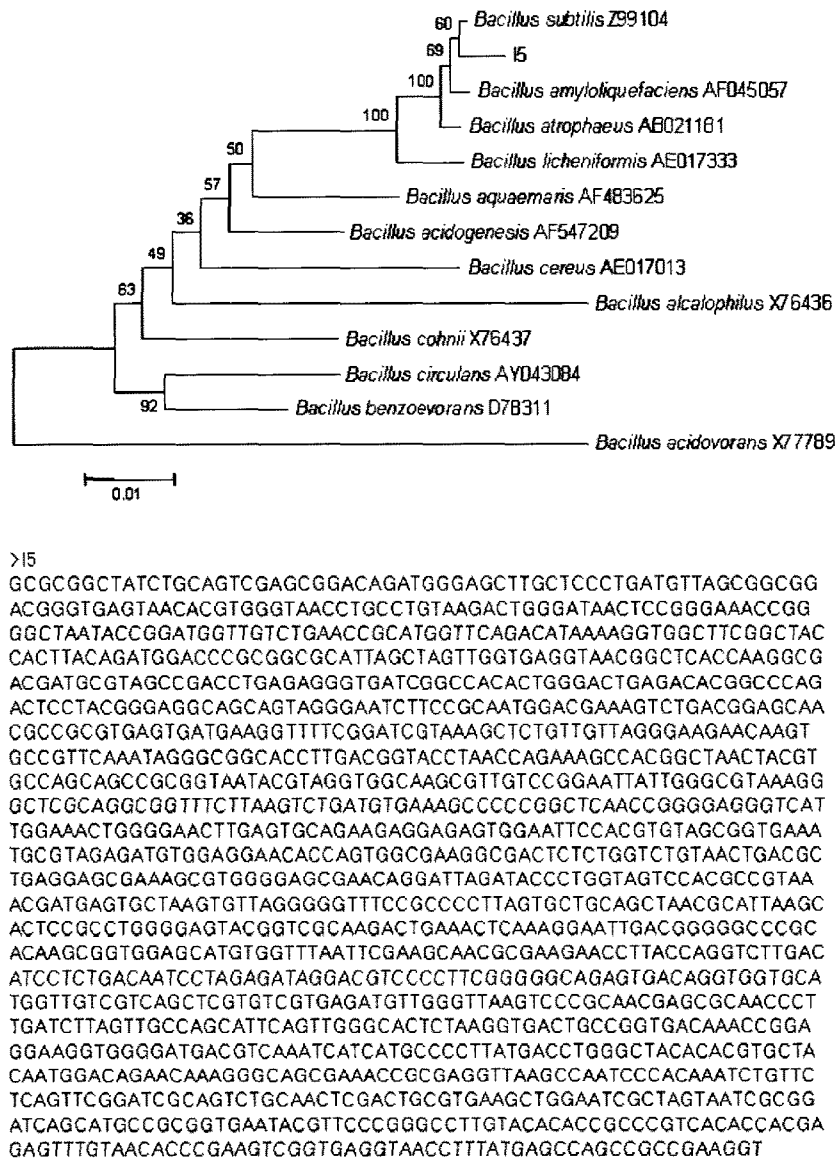 60
Bacillus subtilis Z99104
69
I5
100
Bacillus amyloliquefaciens AF045057
100
Bacillus atrophaeus AB021181
50
Bacillus licheniformis AE017333
57
Bacillus aquaemaris AF483625
36
Bacillus acidogenesis AF547209
49
Bacillus cereus AE017013
63
Bacillus alcalophilus X76436
Bacillus cohnii X76437
Bacillus circulans AY043084
92
Bacillus benzoevorans D78311
Bacillus acidovorans X77789
0.01
>I5
GCGCGGCTATCTGCAGTCGAGCGGACAGATGGGAGCTTGCTCCCTGATGTTAGCGGCGG
ACGGGTGAGTAACACGTGGGTAACCTGCCTGTAAGACTGGGATAACTCCGGGAAACCGG
GGCTAATACCGGATGGTTGTCTGAACCGCATGGTTCAGACATAAAAGGTGGCTTCGGCTAC
CACTTACAGATGGACCCGCGGCGCATTAGCTAGTTGGTGAGGTAACGGCTCACCAAGGCG
ACGATGCGTAGCCGACCTGAGAGGGTGATCGGCCACACTGGGACTGAGACACGGCCCAG
ACTCCTACGGGAGGCAGCAGTAGGGAATCTTCCGCAATGGACGAAAGTCTGACGGAGCAA
CGCCGCGTGAGTGATGAAGGTTTTCGGATCGTAAAGCTCTGTTGTTAGGGAAGAACAAGT
GCCGTTCAAATAGGGCGGCACCTTGACGGTACCTAACCAGAAAGCCACGGCTAACTACGT
GCCAGCAGCCGCGGTAATACGTAGGTGGCAAGCGTTGTCCGGAATTATTGGGCGTAAAGG
GCTCGCAGGCGGTTTCTTAAGTCTGATGTGAAAGCCCCCGGCTCAACCGGGGAGGGTCAT
TGGAAACTGGGGAACTTGAGTGCAGAAGAGGAGAGTGGAATTCCACGTGTAGCGGTGAAA
TGCGTAGAGATGTGGAGGAACACCAGTGGCGAAGGCGACTCTCTGGTCTGTAACTGACGC
TGAGGAGCGAAAGCGTGGGGAGCGAACAGGATTAGATACCCTGGTAGTCCACGCCGTAA
ACGATGAGTGCTAAGTGTTAGGGGGTTTCCGCCCCTTAGTGCTGCAGCTAACGCATTAAGC
ACTCCGCCTGGGGAGTACGGTCGCAAGACTGAAACTCAAAGGAATTGACGGGGGCCCGC
ACAAGCGGTGGAGCATGTGGTTTAATTCGAAGCAACGCGAAGAACCTTACCAGGTCTTGAC
ATCCTCTGACAATCCTAGAGATAGGACGTCCCCTTCGGGGGCAGAGTGACAGGTGGTGCA
TGGTTGTCGTCAGCTCGTGTCGTGAGATGTTGGGTTAAGTCCCGCAACGAGCGCAACCCT
TGATCTTAGTTGCCAGCATTCAGTTGGGCACTCTAAGGTGACTGCCGGTGACAAACCGGA
GGAAGGTGGGGATGACGTCAAATCATCATGCCCCTTATGACCTGGGCTACACACGTGCTA
CAATGGACAGAACAAAGGGCAGCGAAACCGCGAGGTTAAGCCAATCCCACAAATCTGTTC
TCAGTTCGGATCGCAGTCTGCAACTCGACTGCGTGAAGCTGGAATCGCTAGTAATCGCGG
ATCAGCATGCCGCGGTGAATACGTTCCCGGGCCTTGTACACACCGCCCGTCACACCACGA
GAGTTTGTAACACCCGAAGTCGGTGAGGTAACCTTTATGAGCCAGCCGCCGAAGGT